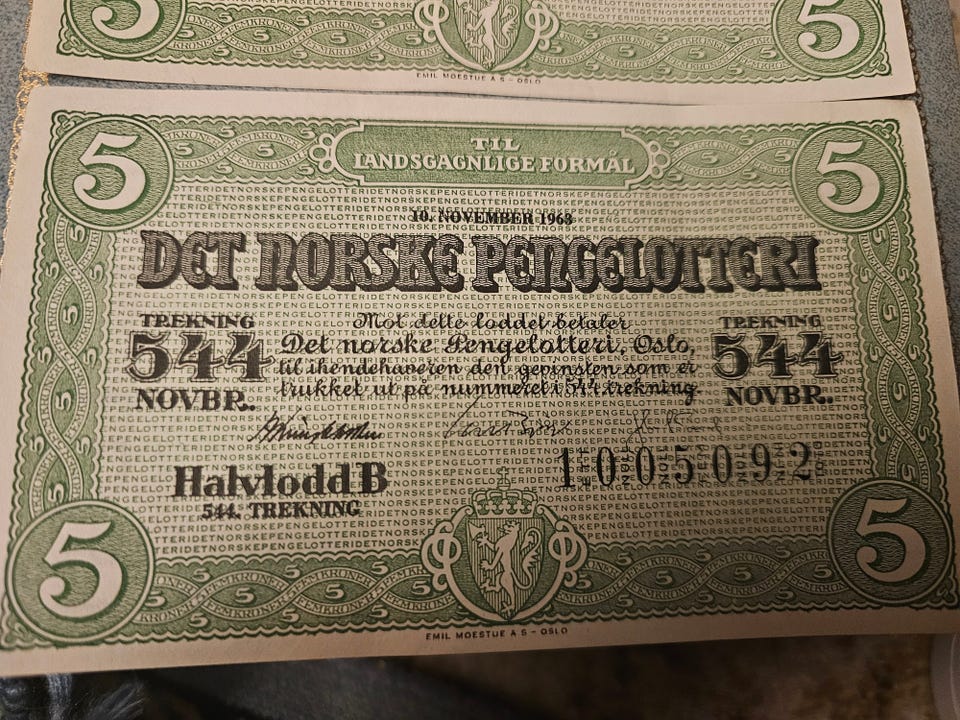 5 5
EMIL MOESTUE A S - OSLO
5 5
TIL
LANDSGAGNLIGE FORMÅL
10. NOVEMBER 1963
DET NORSKE PENGELOTTERI
TREKNING
544
NOVBR..
Mot dette loddet betaler
Det norske Pengelotteri, Oslo,
til ihendehaveren den gevinsten som er
trukket ut på nummeret i 544 trekning
TREKNING
544
NOVBR..
Halvlodd B
544. TREKNING
1005092
5 5
EMIL MOESTUE A S - OSLO